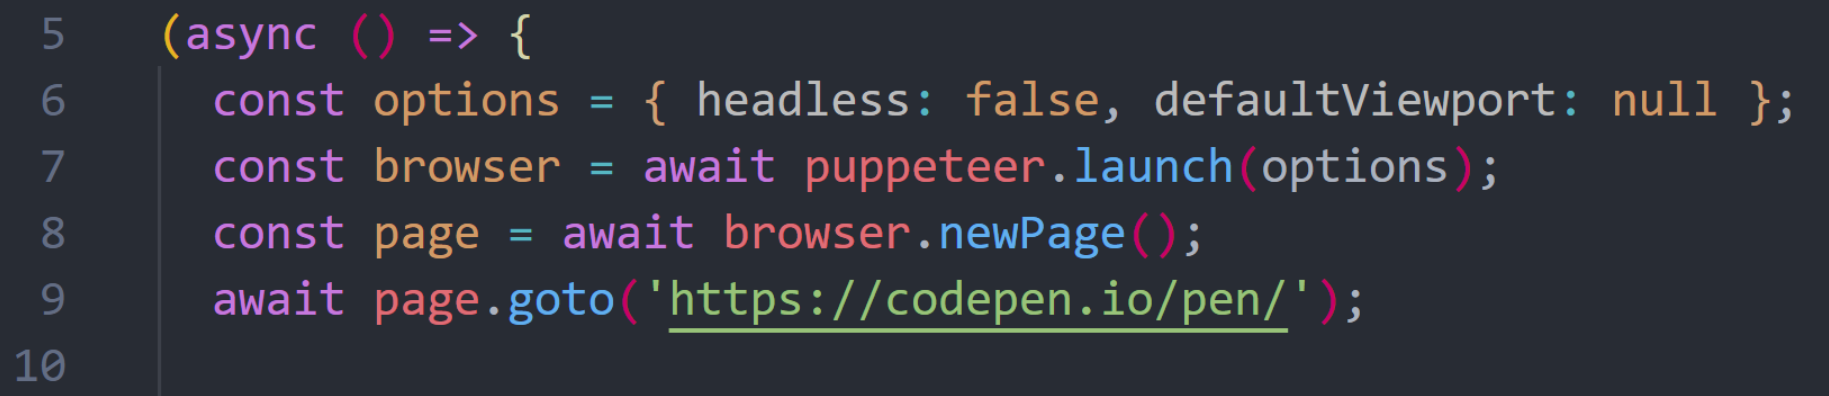 5 (async () => {
6 const options = { headless: false, defaultViewport: null };
7 const browser = await puppeteer.launch(options);
8 const page = await browser.newPage();
9 await page.goto('https://codepen.io/pen/');
10